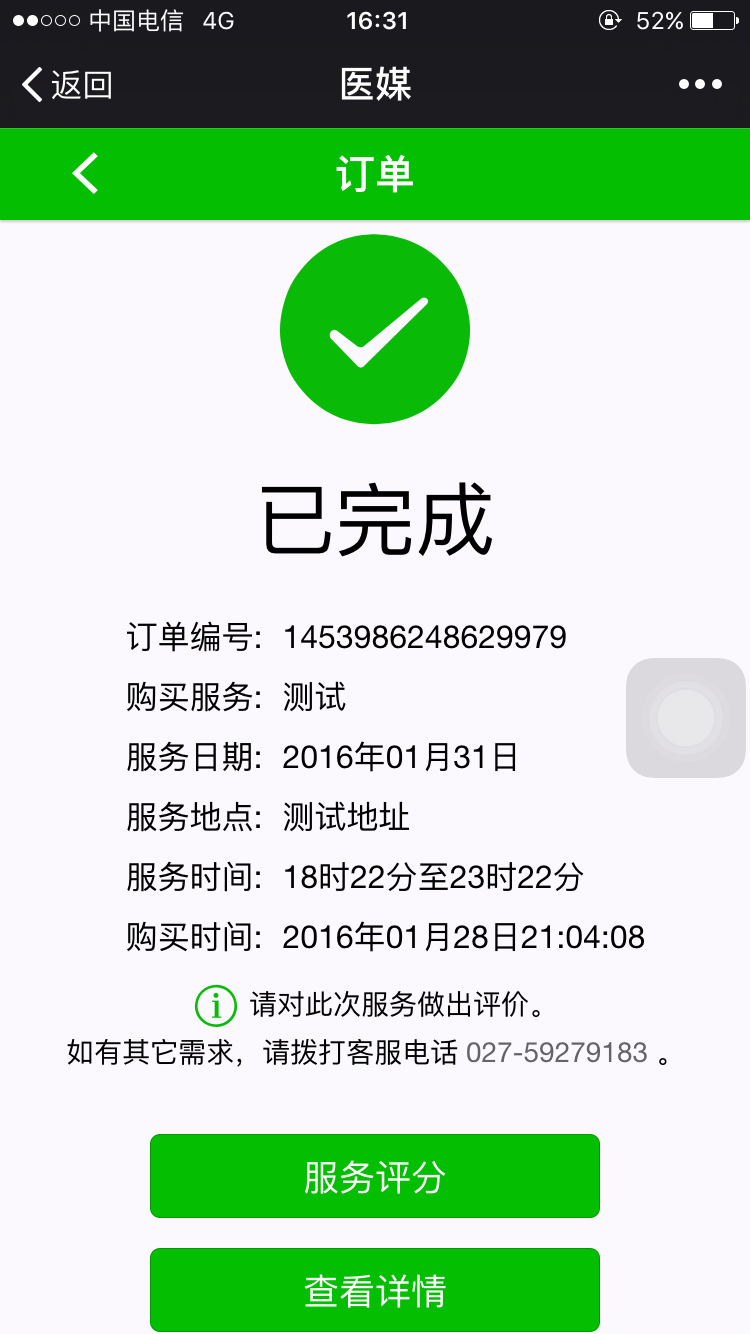 中国电信 4G 16:31 52%
返回 医媒
订单
已完成
订单编号: 1453986248629979
购买服务: 测试
服务日期: 2016年01月31日
服务地点: 测试地址
服务时间: 18时22分至23时22分
购买时间: 2016年01月28日21:04:08
请对此次服务做出评价。
如有其它需求，请拨打客服电话 027-59279183 。
服务评分
查看详情